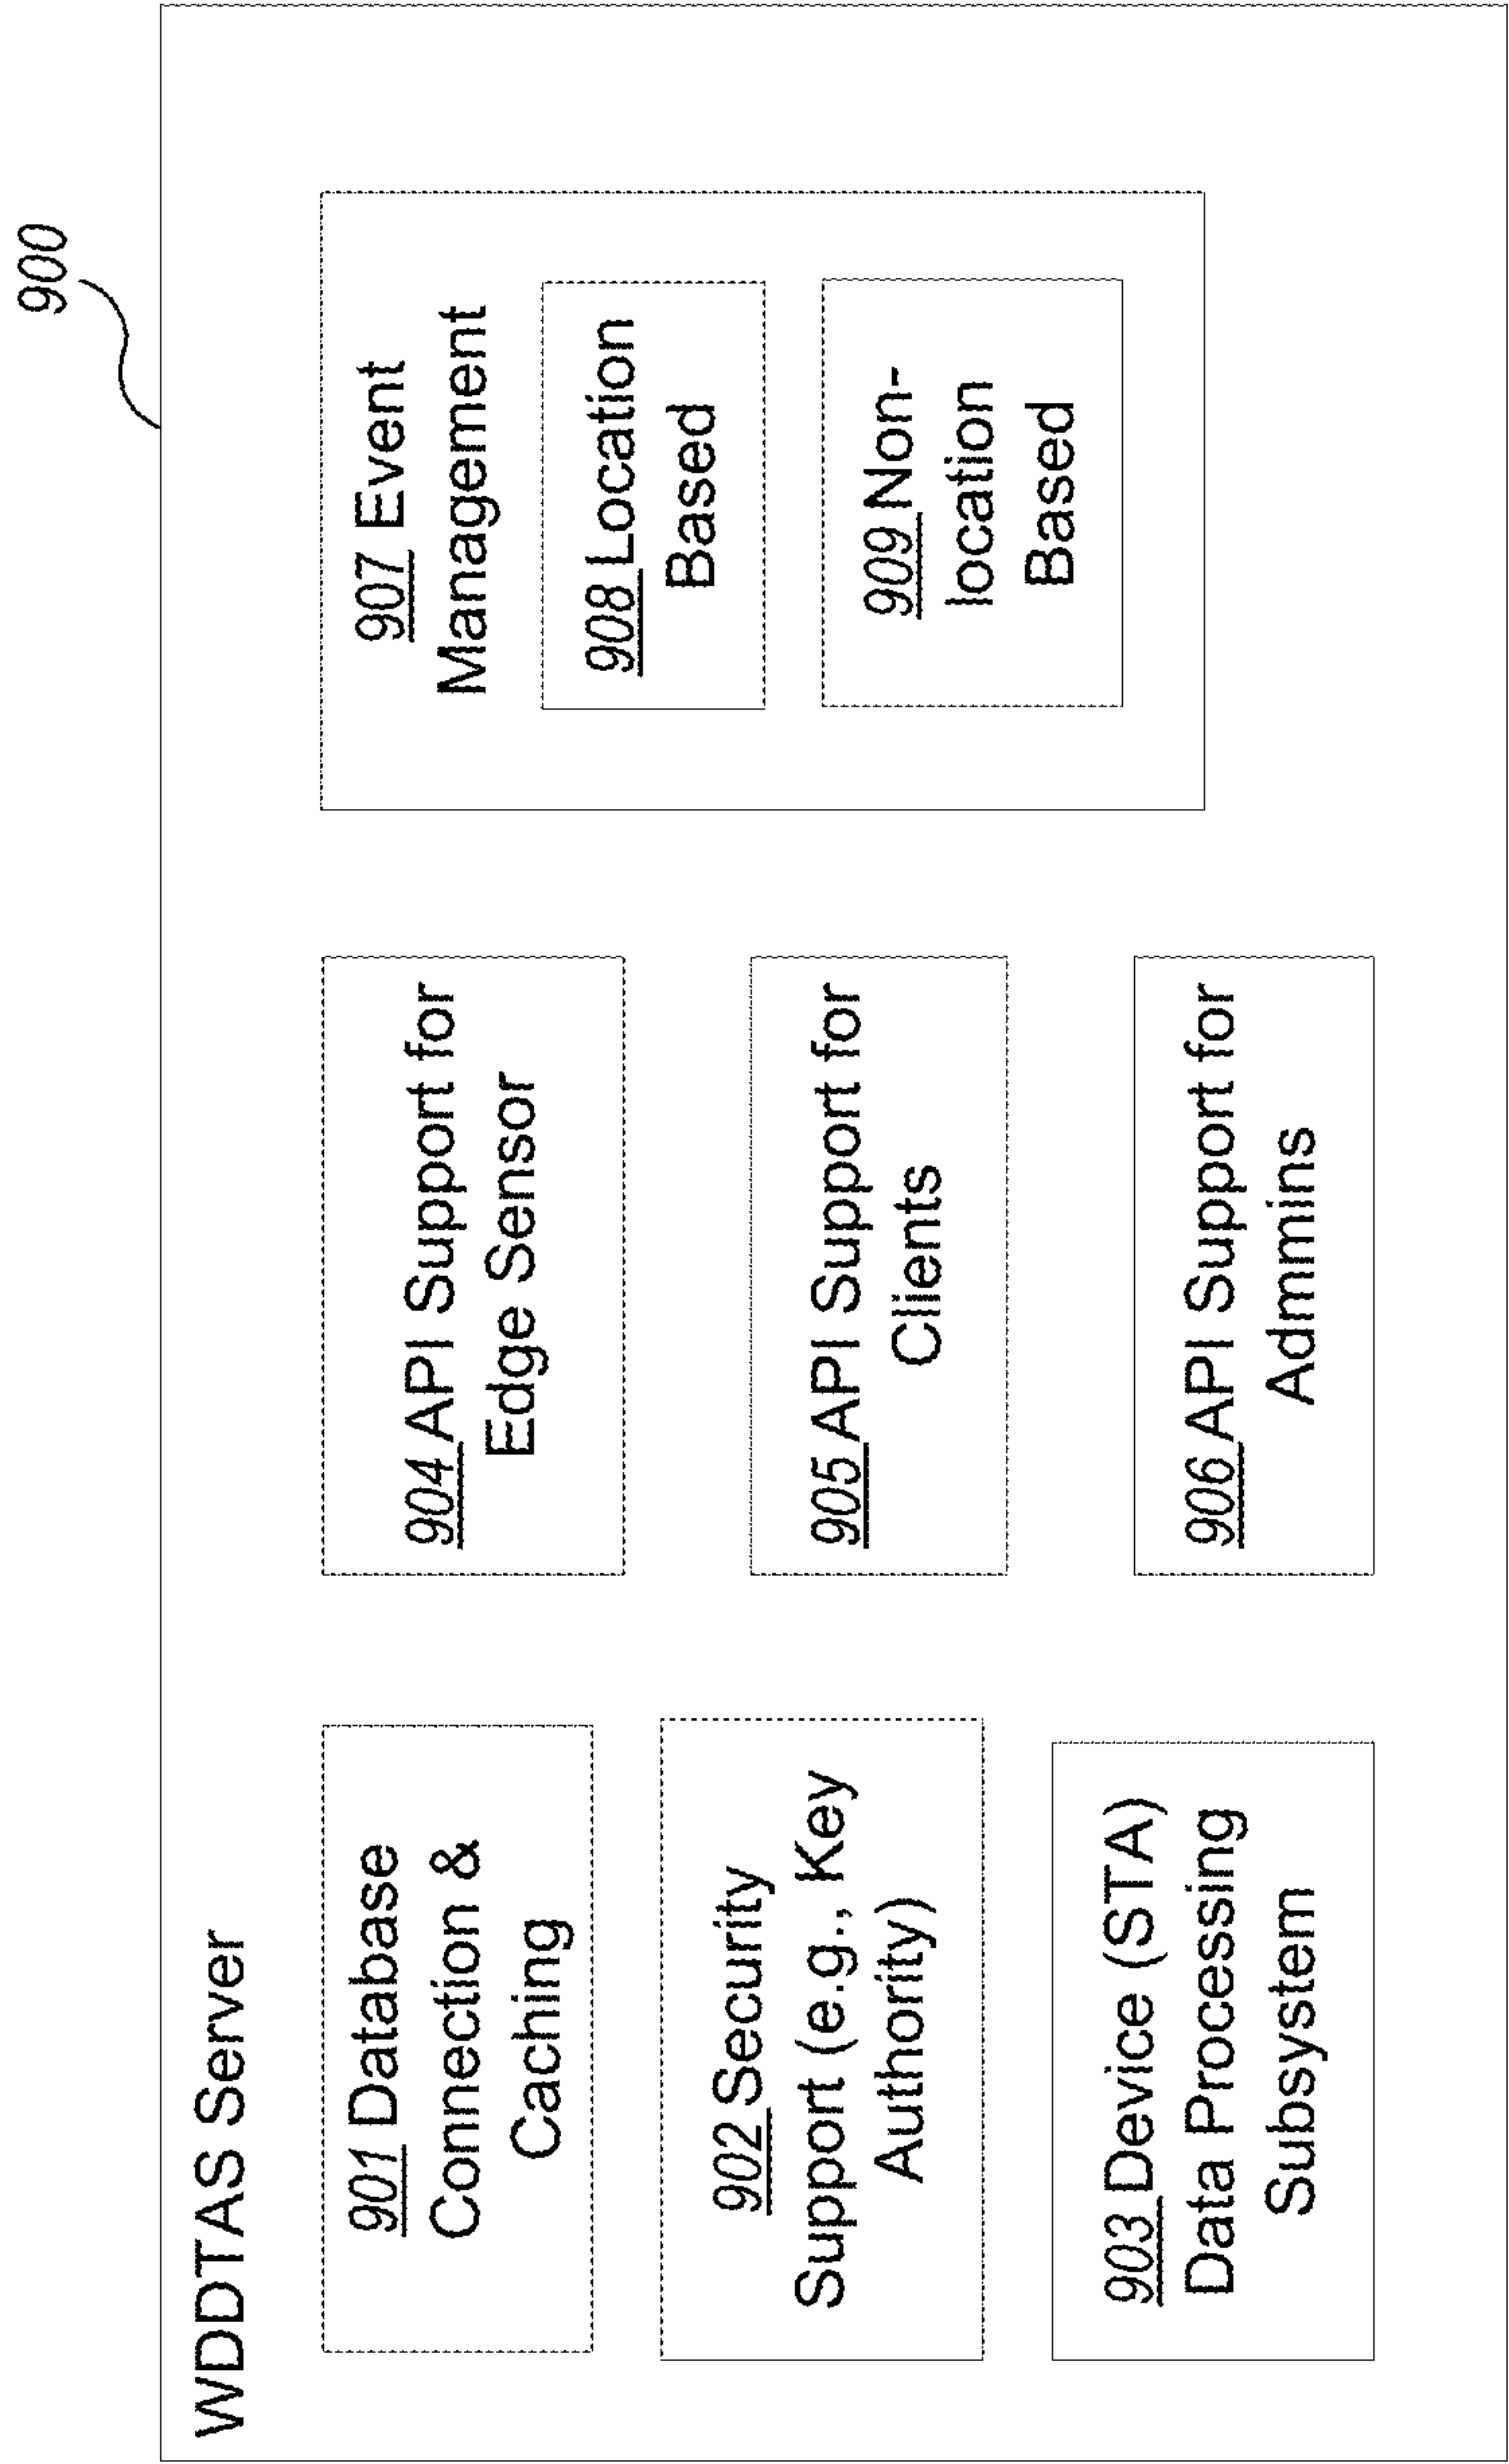 900
WDDTAS Server
901 Database
Connection &
Caching
902 Security
Support (e.g., Key
Authority)
903 Device (STA)
Data Processing
Subsystem
904 API Support for
Edge Sensor
905 API Support for
Clients
906 API Support for
Admins
907 Event
Management
908 Location
Based
909 Non-
location
Based